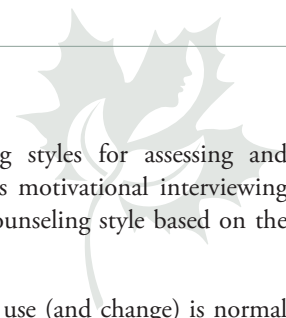 g styles for assessing and
s motivational interviewing
ounseling style based on the
use (and change) is normal